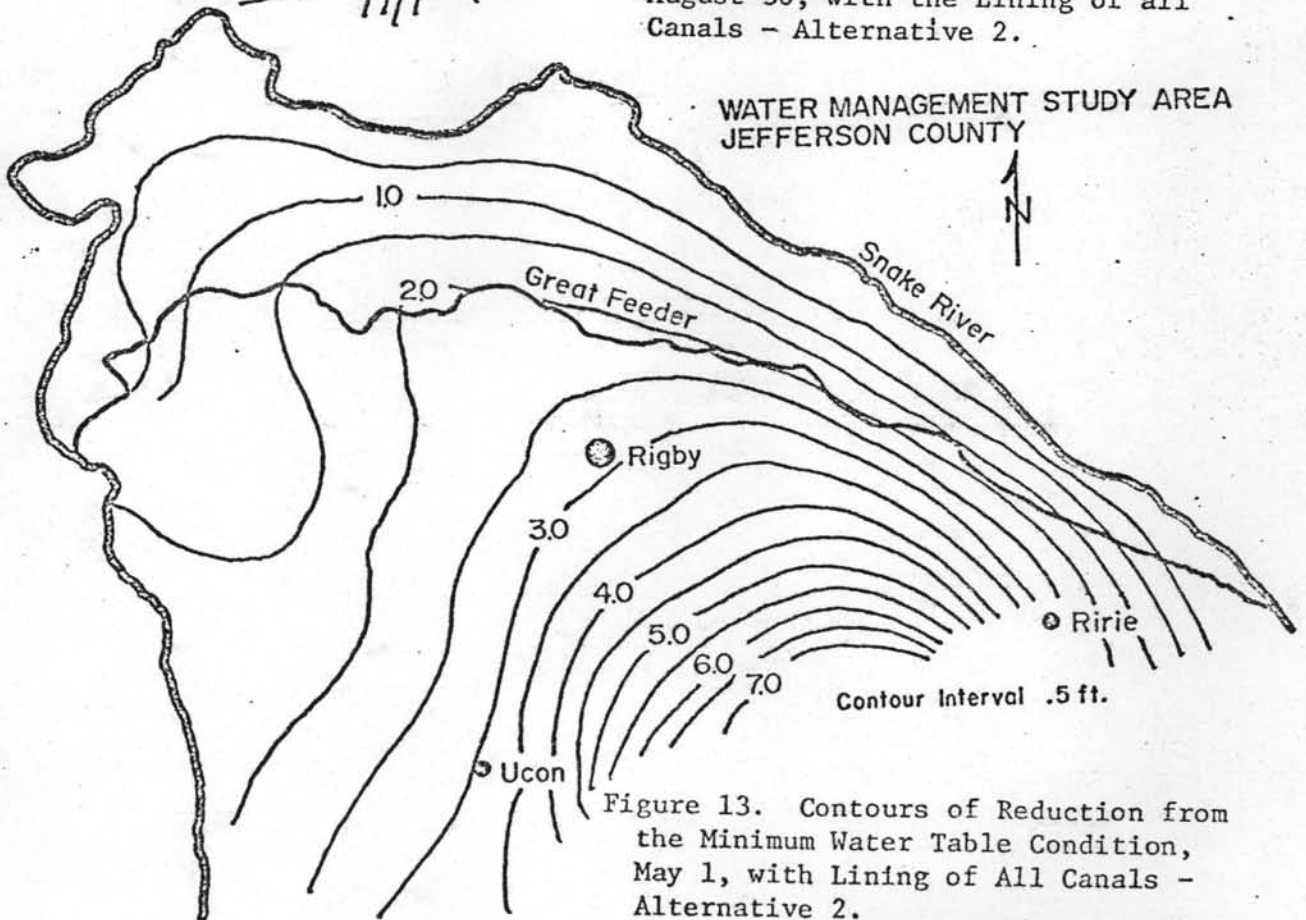 August 30, with the Lining of all
Canals - Alternative 2.
WATER MANAGEMENT STUDY AREA
JEFFERSON COUNTY
N
1.0
Snake River
2.0
Great Feeder
Rigby
3.0
4.0
5.0
Ririe
6.0
7.0
Contour Interval .5 ft.
Ucon
Figure 13. Contours of Reduction from
the Minimum Water Table Condition,
May 1, with Lining of All Canals -
Alternative 2.